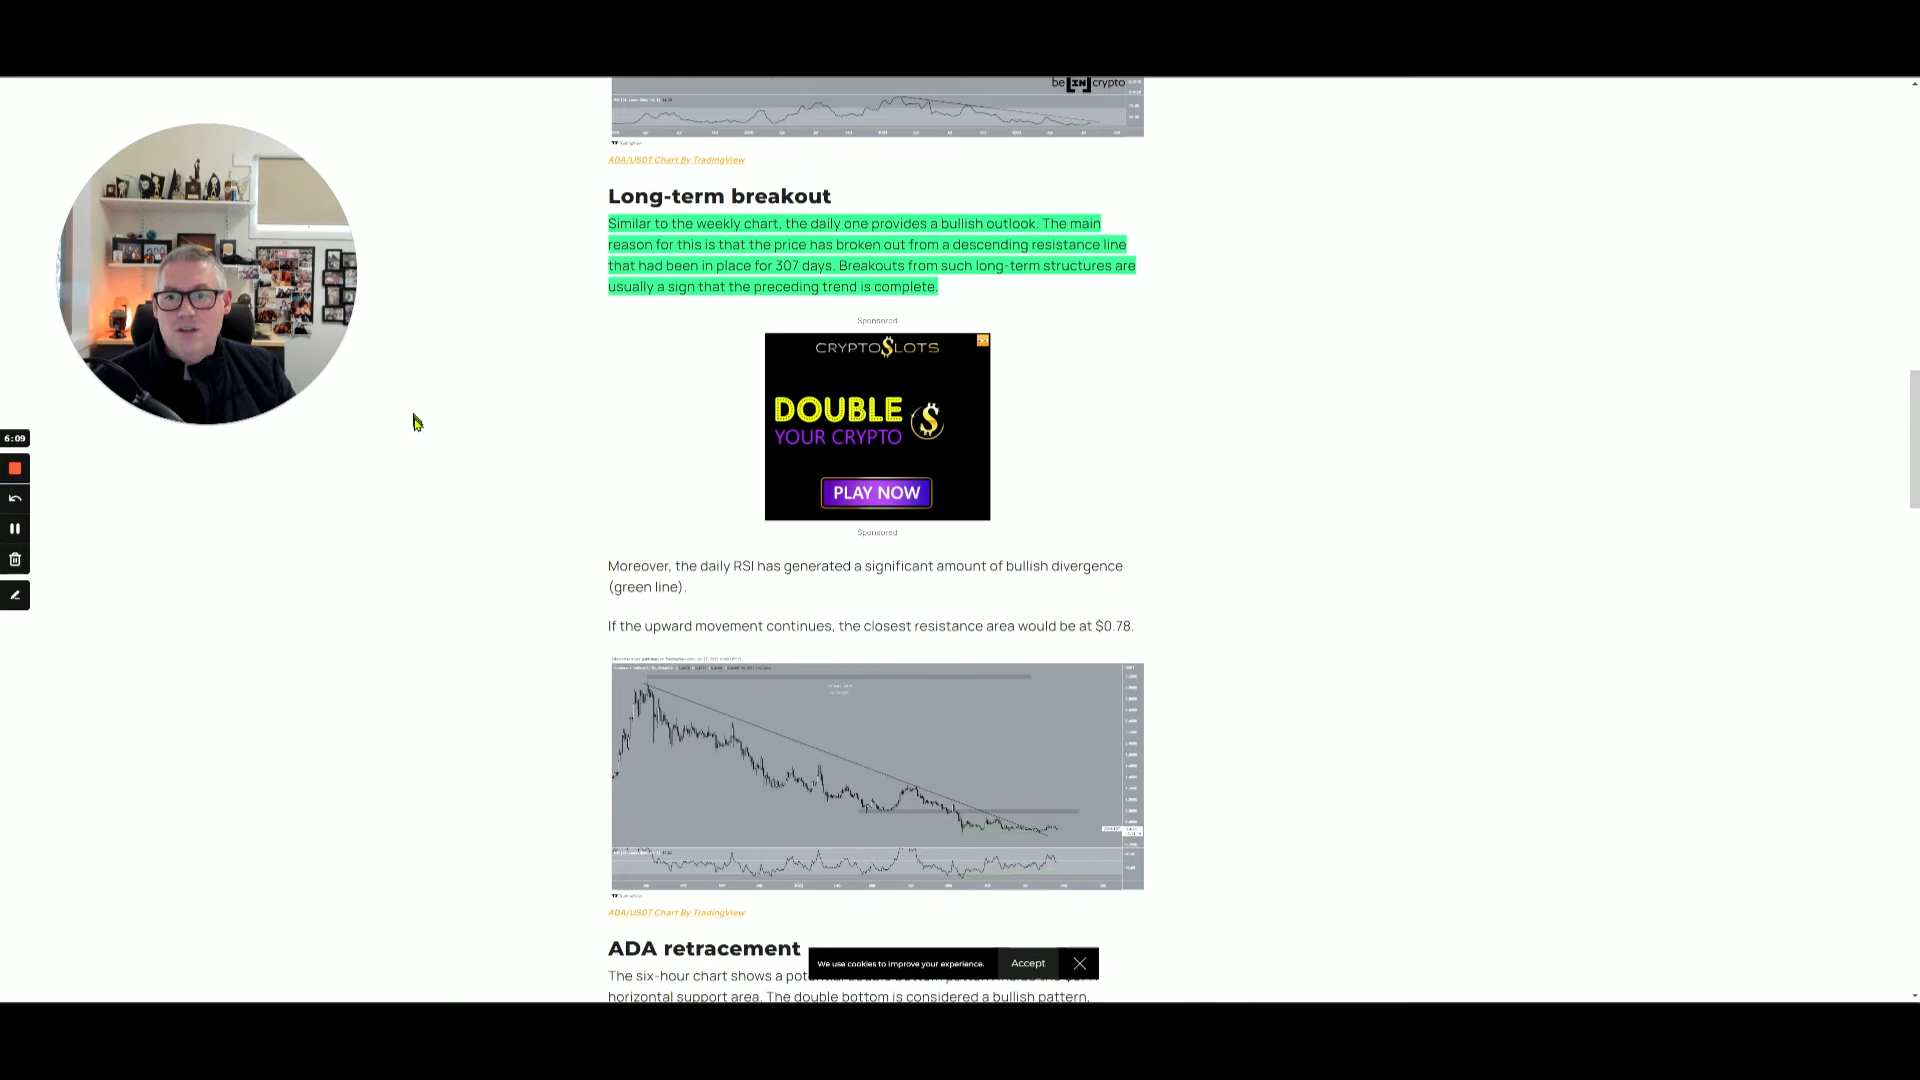 be[IN]crypto
TradingView
ADA/USDT Chart By TradingView
Long-term breakout
Similar to the weekly chart, the daily one provides a bullish outlook. The main
reason for this is that the price has broken out from a descending resistance line
that had been in place for 307 days. Breakouts from such long-term structures are
usually a sign that the preceding trend is complete.
Sponsored
CRYPTO$LOTS
DOUBLE
YOUR CRYPTO
$
PLAY NOW
Sponsored
6:09
Moreover, the daily RSI has generated a significant amount of bullish divergence
(green line).
If the upward movement continues, the closest resistance area would be at $0.78.
TradingView
ADA/USDT Chart By TradingView
ADA retracement
We use cookies to improve your experience.
Accept
The six-hour chart shows a
horizontal support area. The double bottom is considered a bullish pattern,